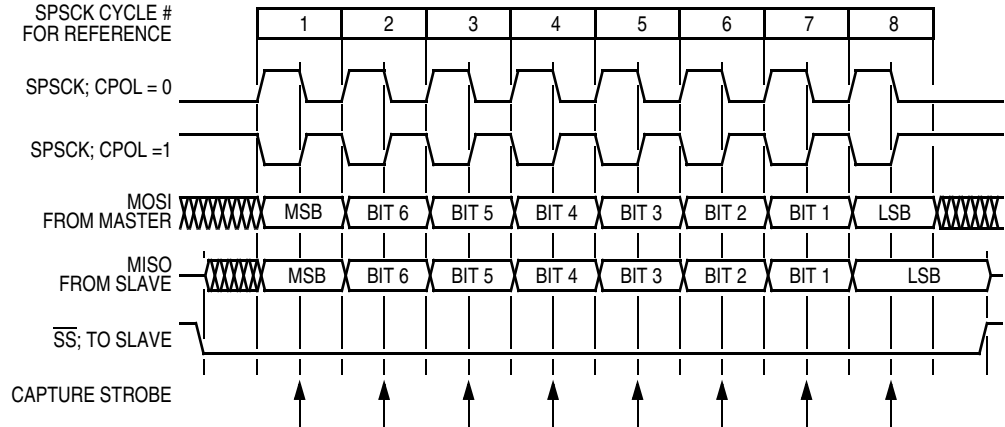 SPSCK CYCLE #
FOR REFERENCE
1 2 3 4 5 6 7 8
SPSCK; CPOL = 0
SPSCK; CPOL =1
MOSI
FROM MASTER
MSB BIT 6 BIT 5 BIT 4 BIT 3 BIT 2 BIT 1 LSB
MISO
FROM SLAVE
MSB BIT 6 BIT 5 BIT 4 BIT 3 BIT 2 BIT 1 LSB
S̅S̅; TO SLAVE
CAPTURE STROBE